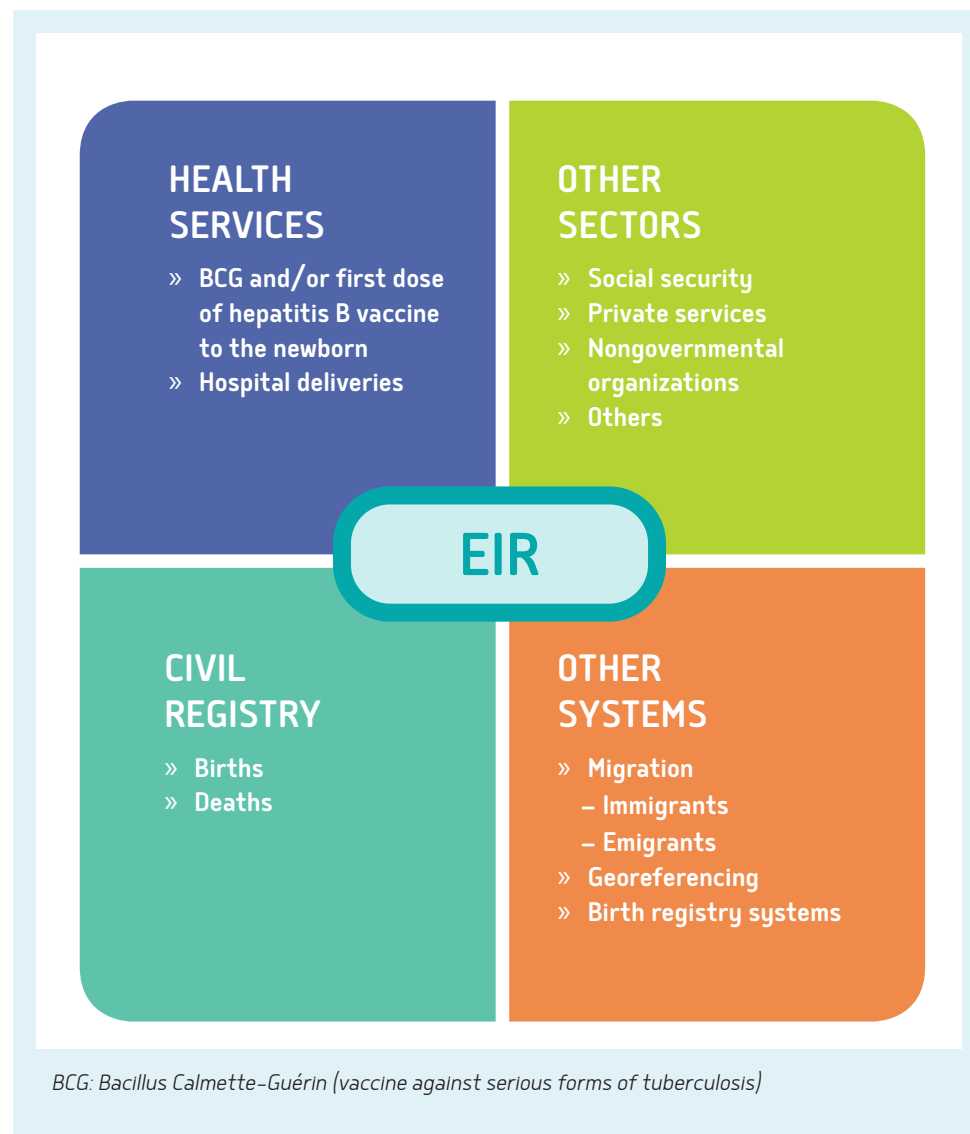 HEALTH
SERVICES
» BCG and/or first dose
of hepatitis B vaccine
to the newborn
» Hospital deliveries
OTHER
SECTORS
» Social security
» Private services
» Nongovernmental
organizations
» Others
EIR
CIVIL
REGISTRY
» Births
» Deaths
OTHER
SYSTEMS
» Migration
– Immigrants
– Emigrants
» Georeferencing
» Birth registry systems
BCG: Bacillus Calmette-Guérin (vaccine against serious forms of tuberculosis)